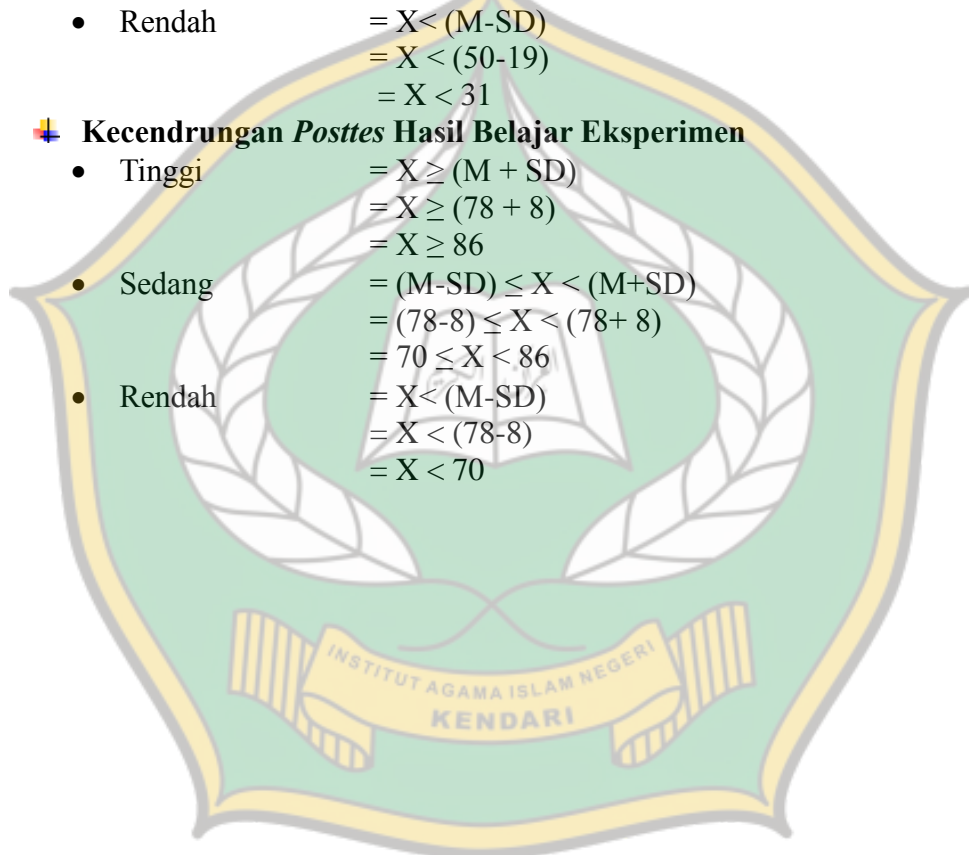 • Rendah = X< (M-SD)
= X < (50-19)
= X < 31
Kecendrungan Posttes Hasil Belajar Eksperimen
• Tinggi = X ≥ (M + SD)
= X ≥ (78 + 8)
= X ≥ 86
• Sedang = (M-SD) ≤ X < (M+SD)
= (78-8) ≤ X < (78+ 8)
= 70 ≤ X < 86
• Rendah = X< (M-SD)
= X < (78-8)
= X < 70
INSTITUT AGAMA ISLAM NEGERI
KENDARI